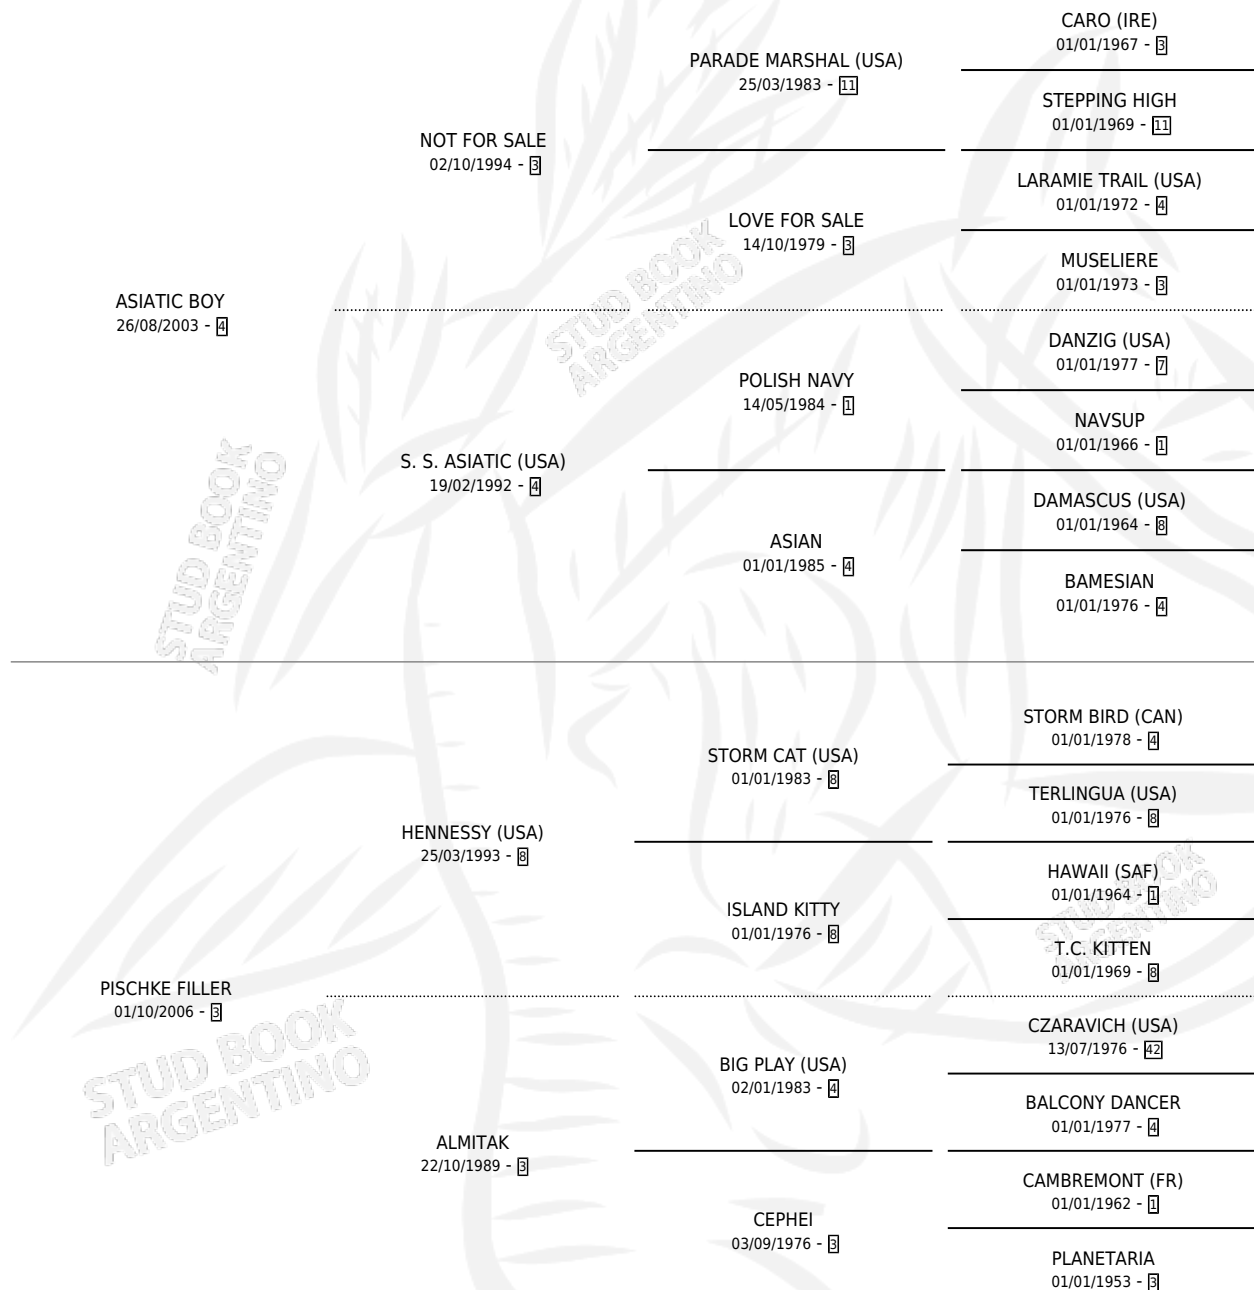 CARO (IRE)
01/01/1967 - 3
PARADE MARSHAL (USA)
25/03/1983 - 11
STEPPING HIGH
01/01/1969 - 11
NOT FOR SALE
02/10/1994 - 3
LARAMIE TRAIL (USA)
01/01/1972 - 4
LOVE FOR SALE
14/10/1979 - 3
MUSELIERE
01/01/1973 - 3
ASIATIC BOY
26/08/2003 - 4
DANZIG (USA)
01/01/1977 - 7
POLISH NAVY
14/05/1984 - 1
NAVSUP
01/01/1966 - 1
S. S. ASIATIC (USA)
19/02/1992 - 4
DAMASCUS (USA)
01/01/1964 - 8
ASIAN
01/01/1985 - 4
BAMESIAN
01/01/1976 - 4
STORM BIRD (CAN)
01/01/1978 - 4
STORM CAT (USA)
01/01/1983 - 8
TERLINGUA (USA)
01/01/1976 - 8
HENNESSY (USA)
25/03/1993 - 8
HAWAII (SAF)
01/01/1964 - 1
ISLAND KITTY
01/01/1976 - 8
T.C. KITTEN
01/01/1969 - 8
PISCHKE FILLER
01/10/2006 - 3
CZARAVICH (USA)
13/07/1976 - 42
BIG PLAY (USA)
02/01/1983 - 4
BALCONY DANCER
01/01/1977 - 4
ALMITAK
22/10/1989 - 3
CAMBREMONT (FR)
01/01/1962 - 1
CEPHEI
03/09/1976 - 3
PLANETARIA
01/01/1953 - 3
STUD BOOK
ARGENTINO
STUD BOOK
ARGENTINO
STUD BOOK
ARGENTINO
STUD BOOK
ARGENTINO